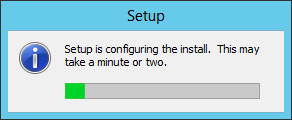 Setup
Setup is configuring the install.  This may
take a minute or two.